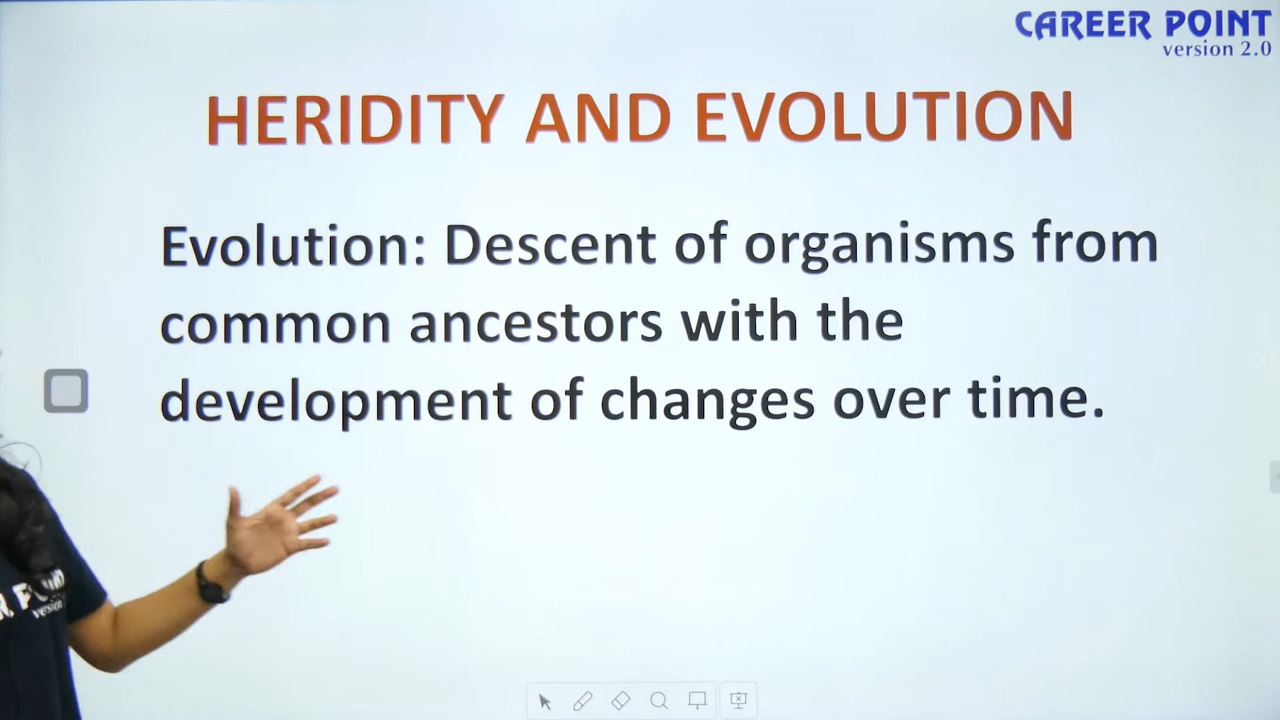 CAREER POINT
version 2.0
HERIDITY AND EVOLUTION
Evolution: Descent of organisms from
common ancestors with the
development of changes over time.